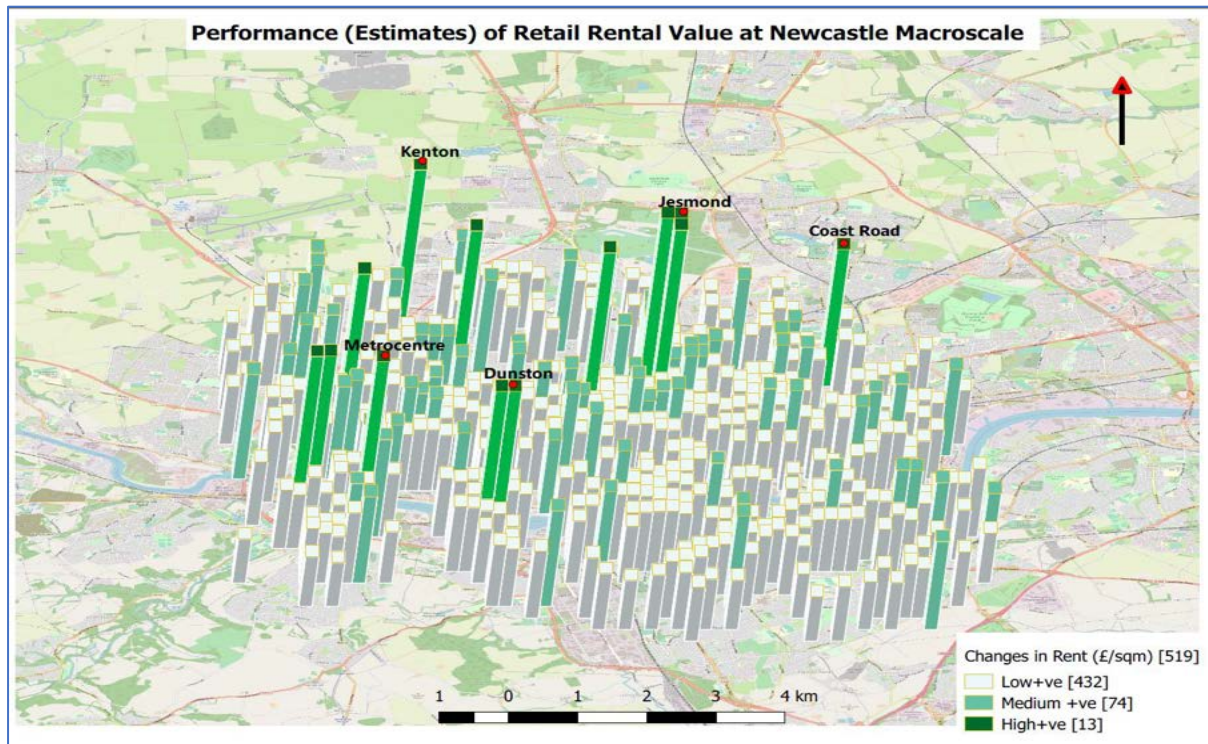 Performance (Estimates) of Retail Rental Value at Newcastle Macroscale
Kenton
Jesmond
Coast Road
Metrocentre
Dunston
Changes in Rent (£/sqm) [519]
Low+ve [432]
Medium +ve [74]
High+ve [13]
1 0 1 2 3 4 km